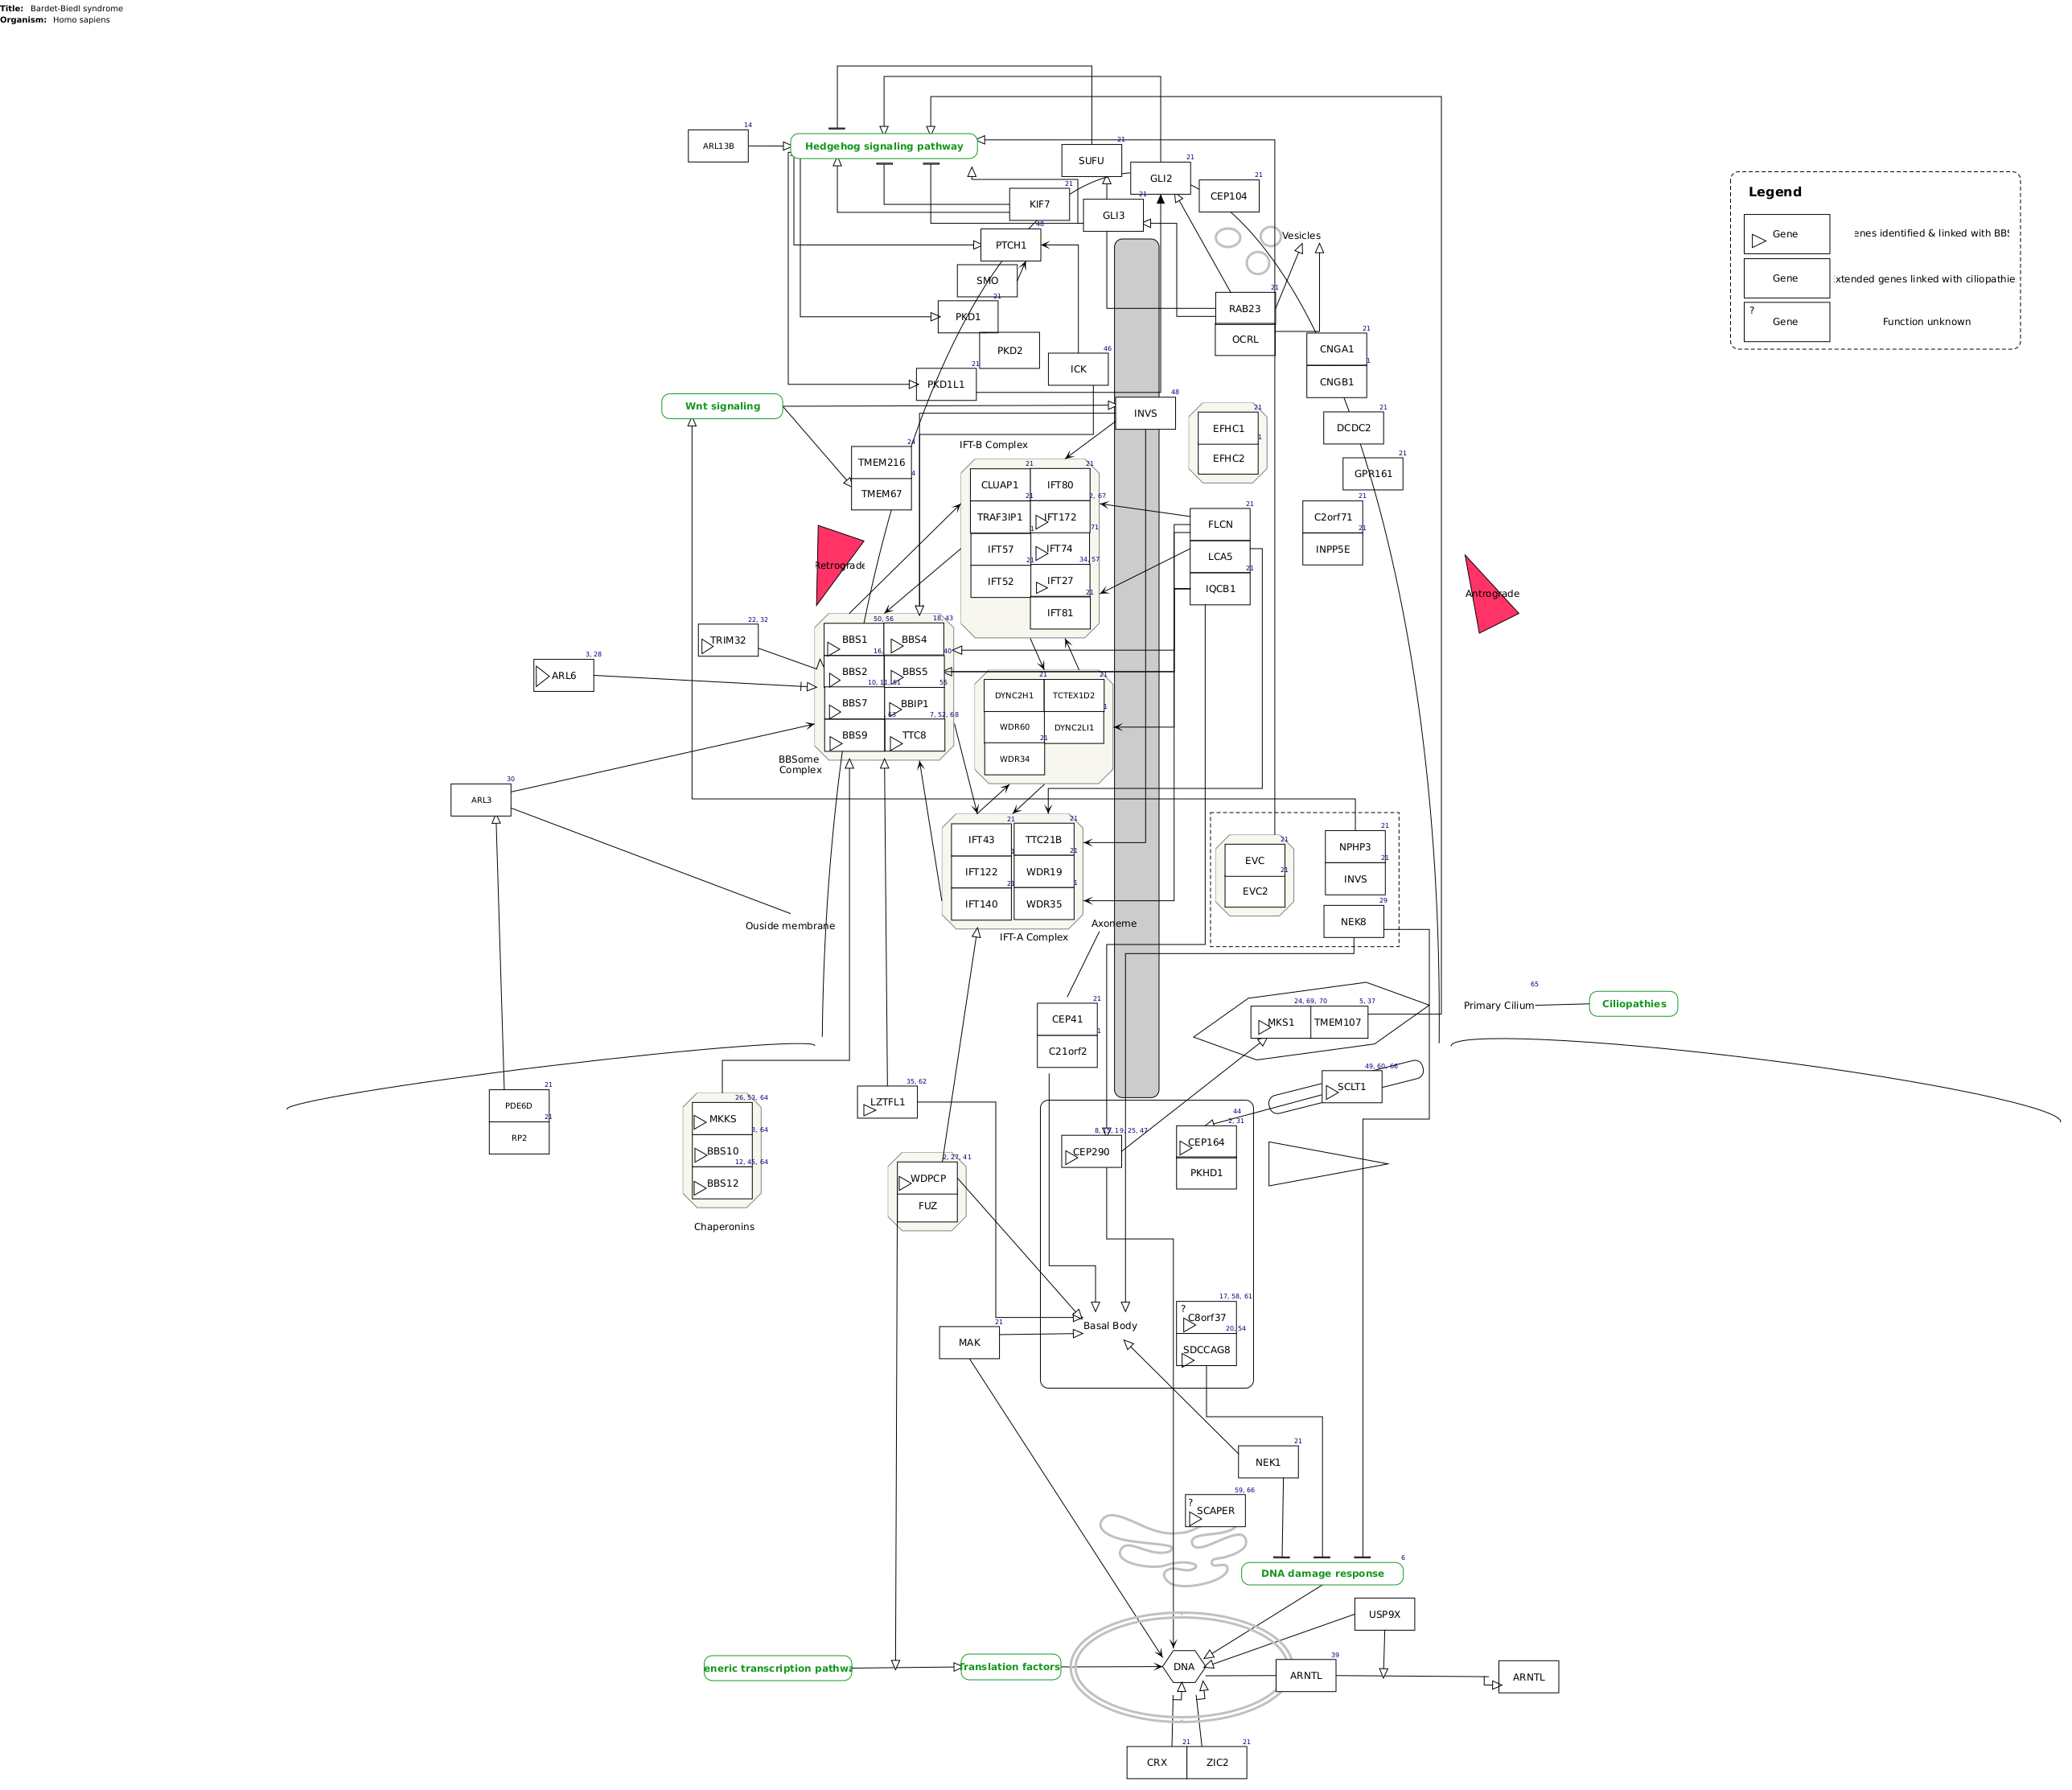 Title: Bardet-Biedl syndrome
Organism: Homo sapiens
14
ARL13B
Hedgehog signaling pathway
21
SUFU
21
GLI2
21
CEP104
21
KIF7
21
GLI3
48
PTCH1
SMO
Vesicles
21
PKD1
PKD2
21
PKD1L1
46
ICK
21
RAB23
OCRL
21
CNGA1
1
CNGB1
Legend
Gene
enes identified & linked with BBS
Gene
Extended genes linked with ciliopathie
?
Gene
Function unknown
Wnt signaling
48
INVS
21
EFHC1
1
EFHC2
21
DCDC2
21
GPR161
24
TMEM216
4
TMEM67
IFT-B Complex
21
CLUAP1
21
IFT80
21
TRAF3IP1
2, 67
IFT172
1
IFT57
71
IFT74
21
IFT52
34, 57
IFT27
21
IFT81
21
FLCN
LCA5
21
IQCB1
21
C2orf71
21
INPP5E
Retrograde
Antrograde
22, 32
TRIM32
3, 28
ARL6
50, 56
BBS1
18, 43
BBS4
16,
BBS2
40
BBS5
10, 11, 51
BBS7
55
BBIP1
63
BBS9
7, 52, 68
TTC8
BBSome
Complex
21
DYNC2H1
21
TCTEX1D2
WDR60
1
DYNC2LI1
21
WDR34
30
ARL3
21
IFT43
21
TTC21B
1
IFT122
21
WDR19
21
IFT140
1
WDR35
IFT-A Complex
Axoneme
Ouside membrane
21
EVC
21
EVC2
21
NPHP3
21
INVS
29
NEK8
65
Primary Cilium
Ciliopathies
21
CEP41
1
C21orf2
24, 69, 70
MKS1
5, 37
TMEM107
49, 60, 66
SCLT1
21
PDE6D
21
RP2
26, 53, 64
MKKS
3, 64
BBS10
12, 45, 64
BBS12
Chaperonins
35, 62
LZTFL1
CEP290
44
2, 31
CEP164
PKHD1
2, 27, 41
WDPCP
FUZ
Basal Body
17, 58, 61
?
C8orf37
20, 54
SDCCAG8
21
MAK
21
NEK1
59, 66
?
SCAPER
6
DNA damage response
USP9X
eneric transcription pathwa
Translation factors
DNA
39
ARNTL
ARNTL
21
CRX
21
ZIC2